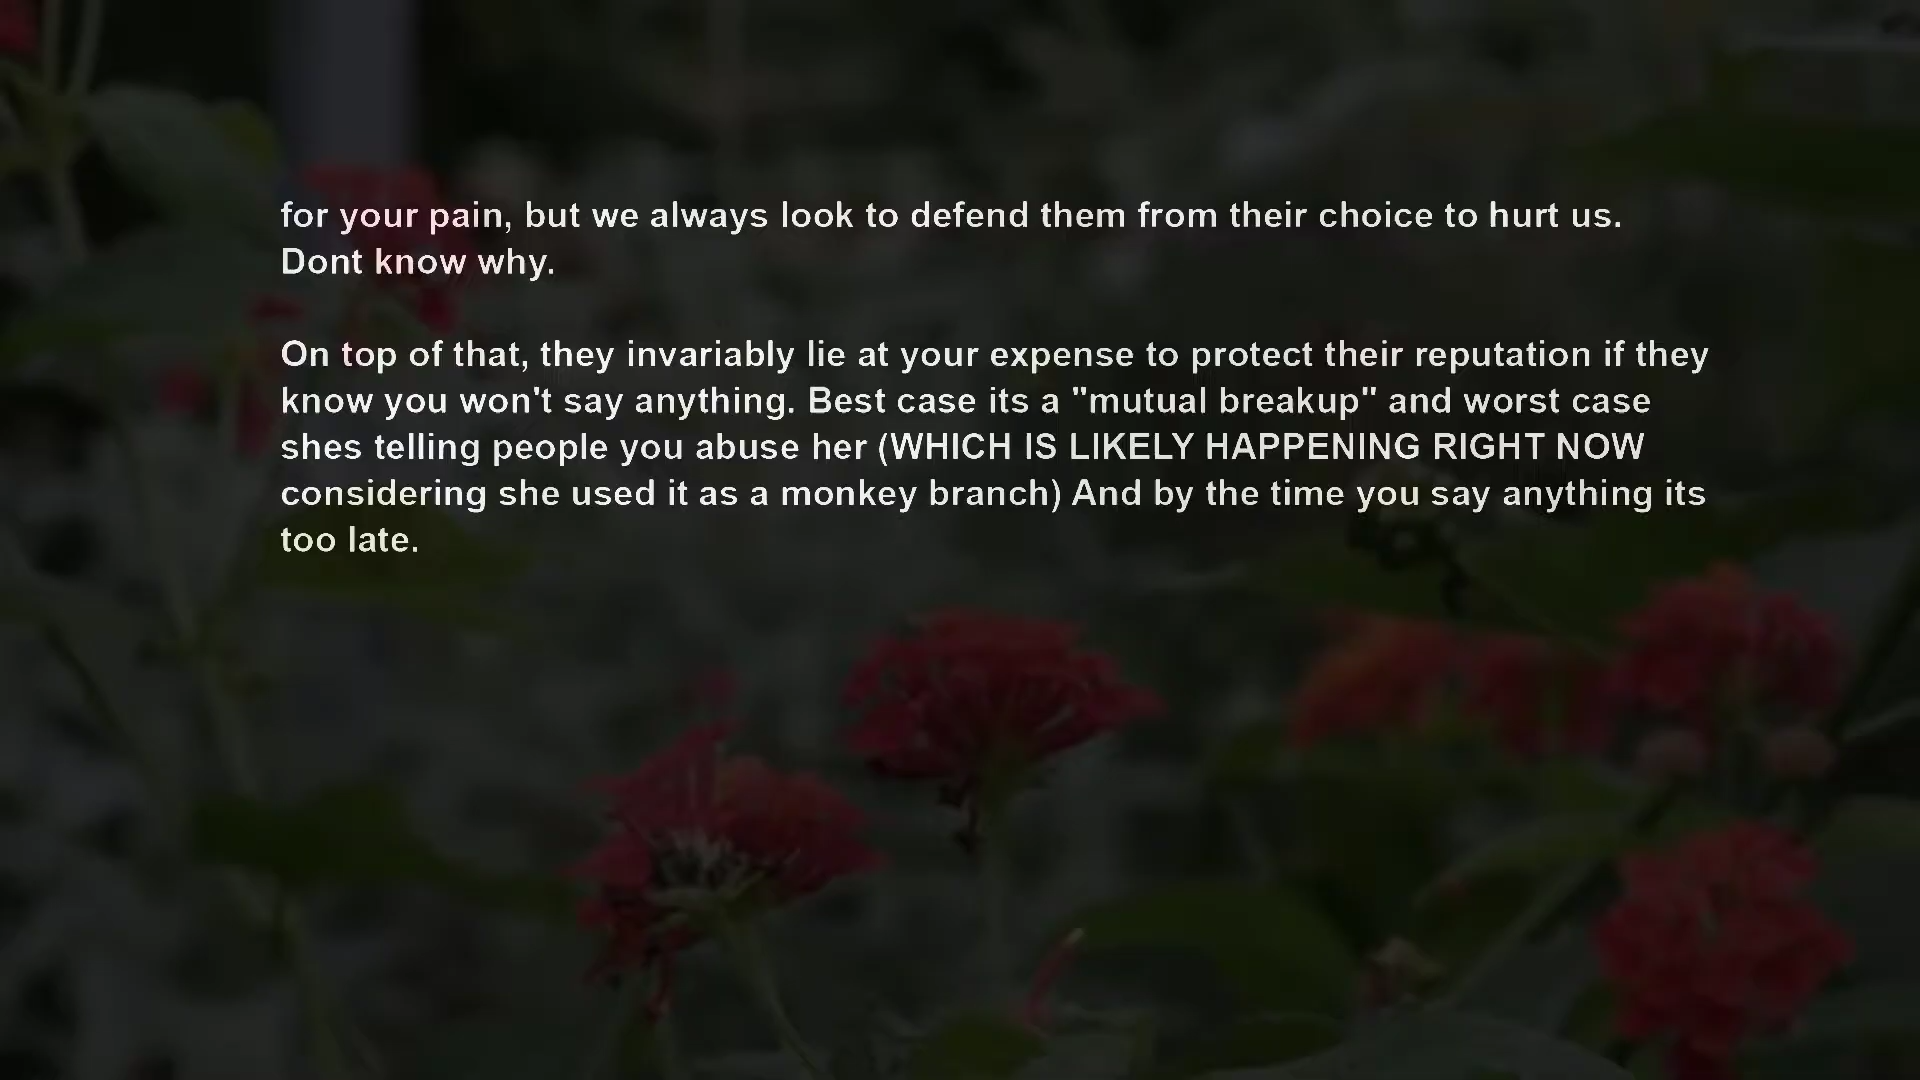 for your pain, but we always look to defend them from their choice to hurt us.
Dont know why.
On top of that, they invariably lie at your expense to protect their reputation if they
know you won't say anything. Best case its a "mutual breakup" and worst case
shes telling people you abuse her (WHICH IS LIKELY HAPPENING RIGHT NOW
considering she used it as a monkey branch) And by the time you say anything its
too late.